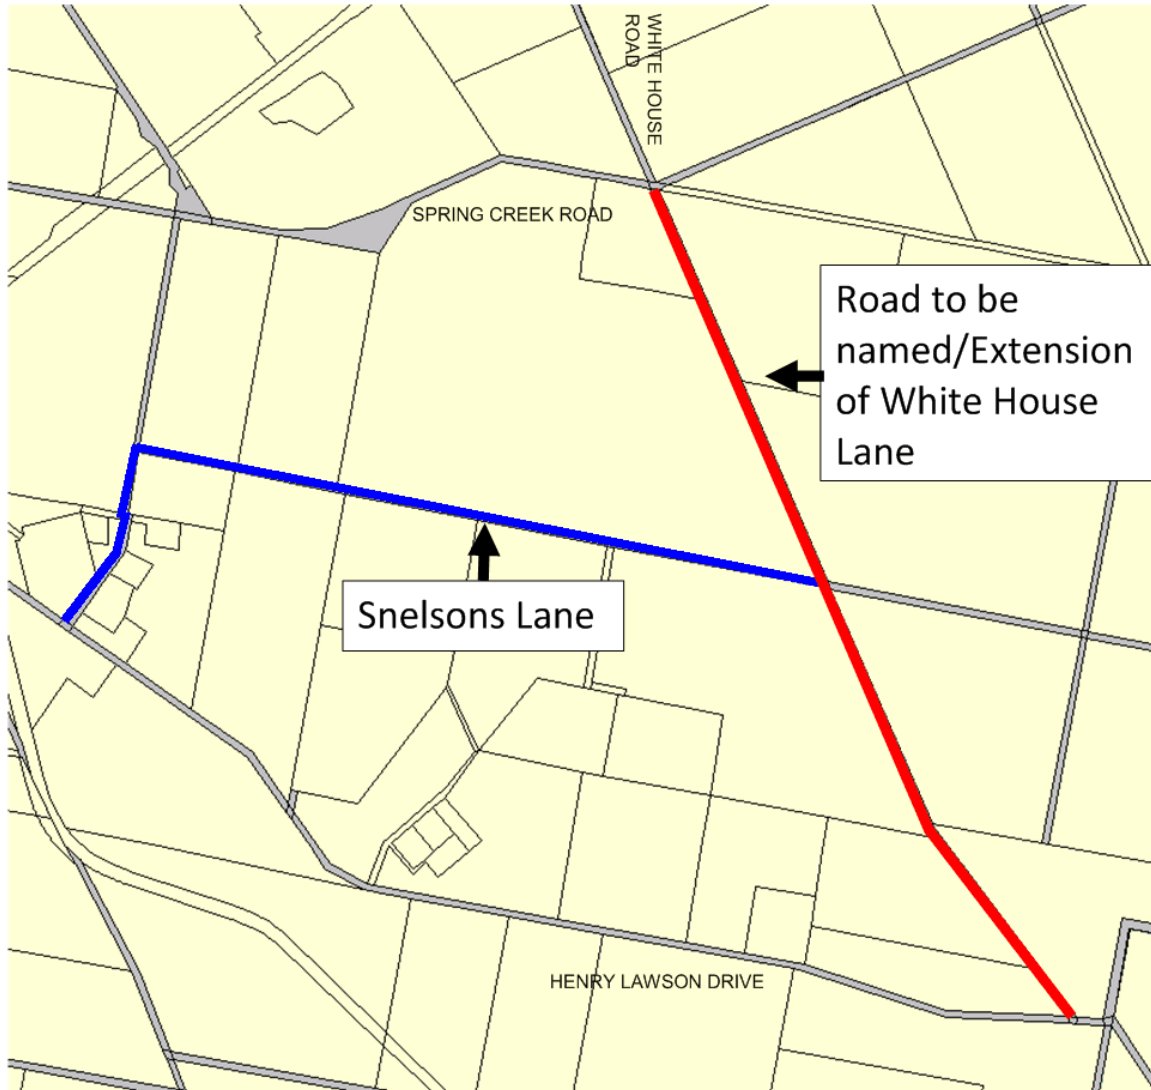 WHITE HOUSE
ROAD
SPRING CREEK ROAD
Road to be
named/Extension
of White House
Lane
Snelsons Lane
HENRY LAWSON DRIVE